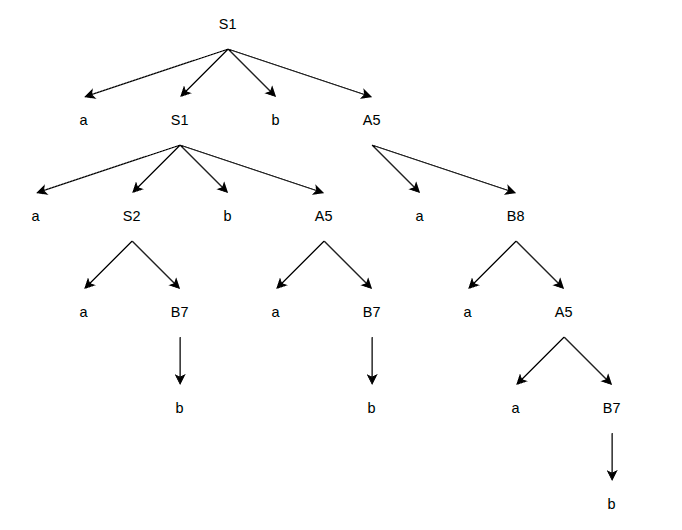 S1
a S1 b A5
a S2 b A5 a B8
a B7 a B7 a A5
b b a B7
b